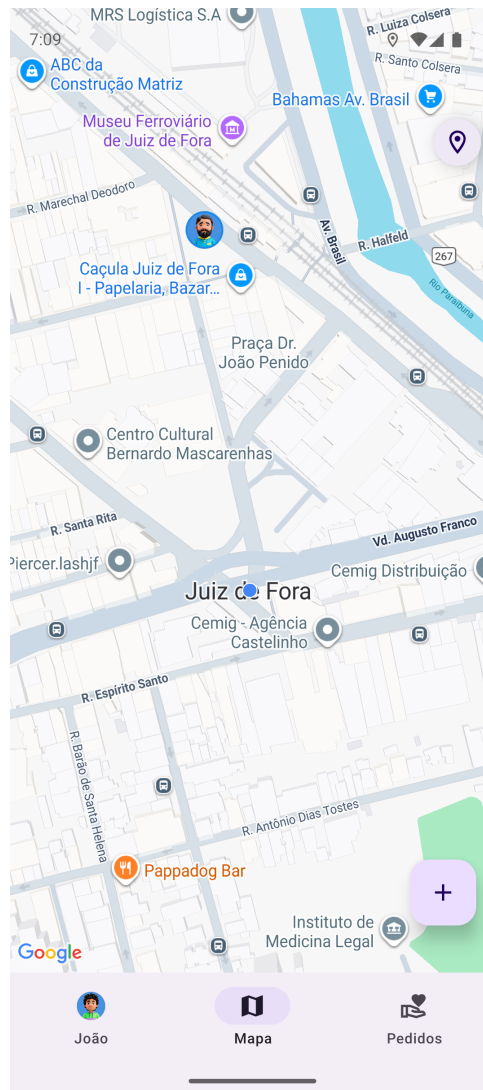 MRS Logística S.A
R. Luiza Colsera
7:09
R. Santo Colsera
ABC da
Construção Matriz
Bahamas Av. Brasil
Museu Ferroviário
de Juiz de Fora
R. Marechal Deodoro
Av. Brasil
R. Halfeld
267
Caçula Juiz de Fora
I - Papelaria, Bazar...
Rio Paraibuna
Praça Dr.
João Penido
Centro Cultural
Bernardo Mascarenhas
R. Santa Rita
Vd. Augusto Franco
Piercer.lashjf
Cemig Distribuição
Juiz de Fora
Cemig - Agência
Castelinho
R. Espírito Santo
R. Barão de Santa Helena
R. Antônio Dias Tostes
Pappadog Bar
+
Instituto de
Medicina Legal
Google
João
Mapa
Pedidos